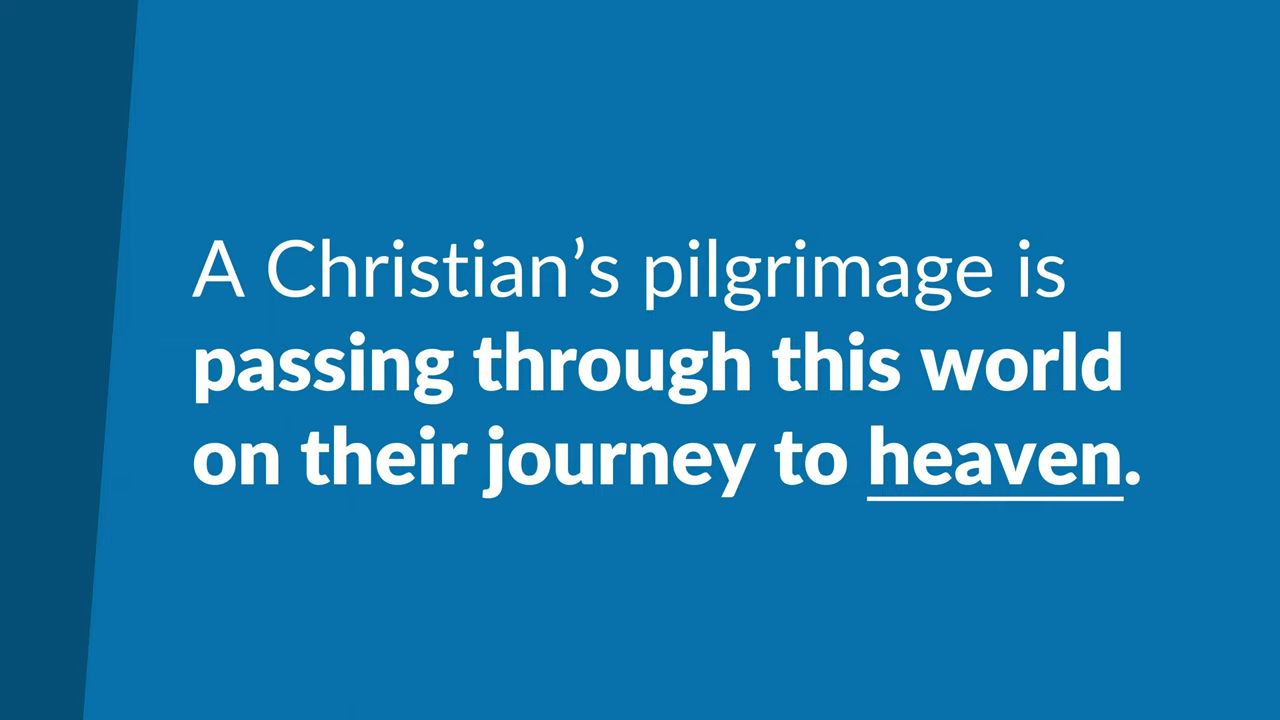 A Christian’s pilgrimage is
passing through this world
on their journey to heaven.